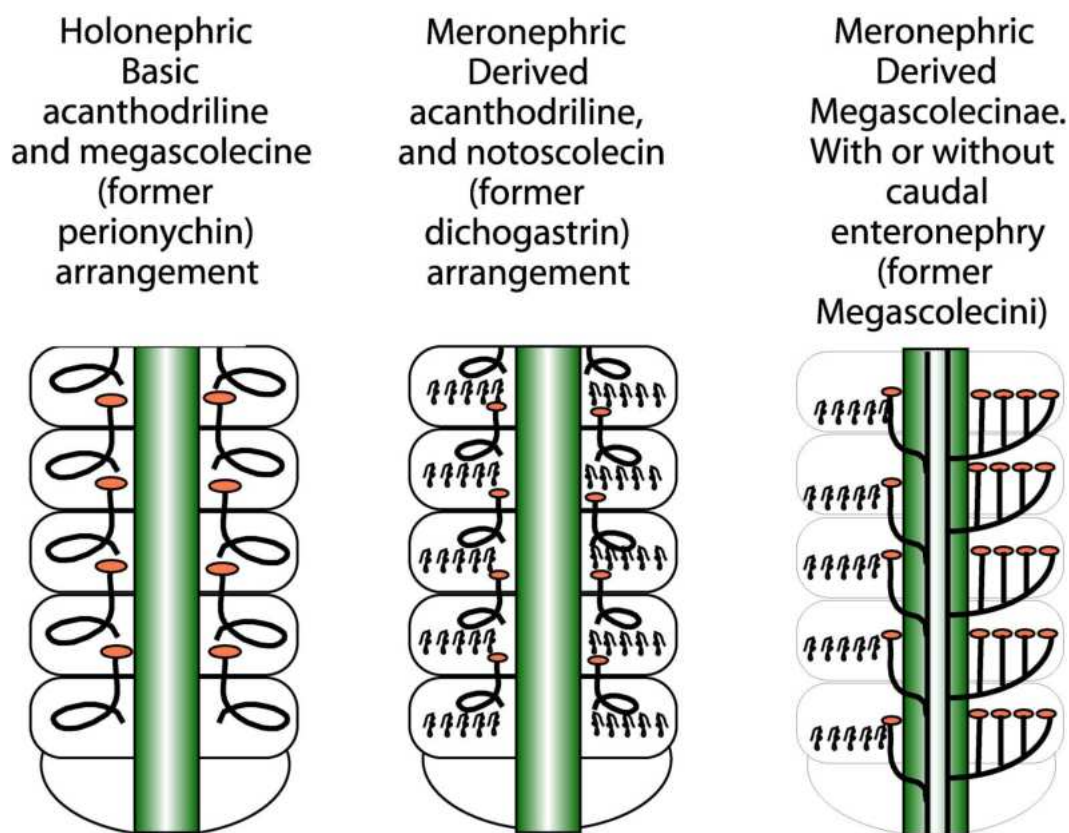 Holonephric
Basic
acanthodriline
and megascolecine
(former
perionychin)
arrangement
Meronephric
Derived
acanthodriline,
and notoscolecin
(former
dichogastrin)
arrangement
Meronephric
Derived
Megascolecinae.
With or without
caudal
enteronephry
(former
Megascolecini)